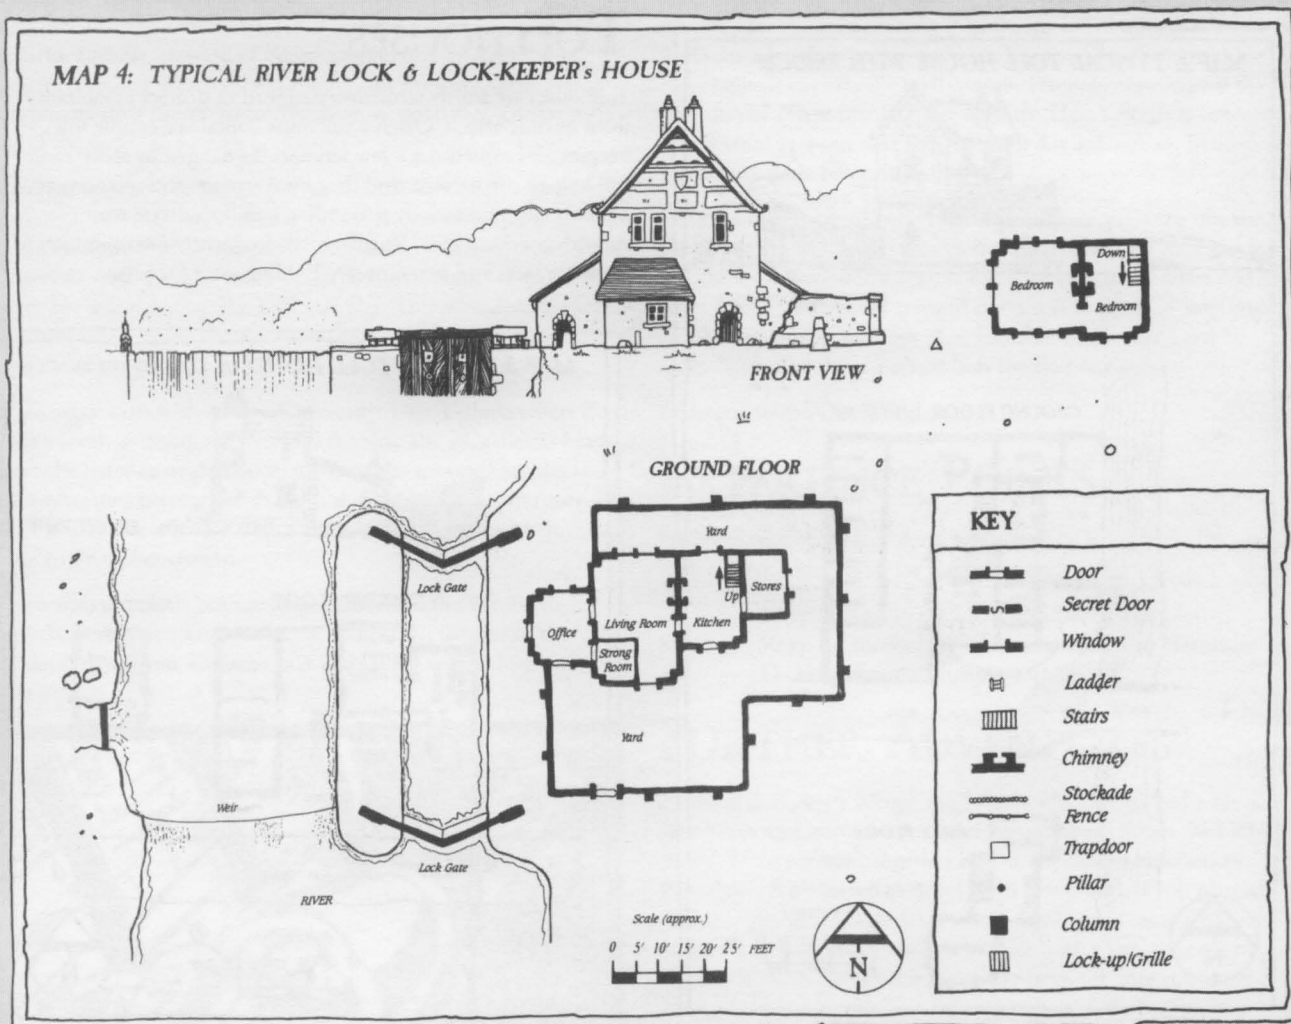 MAP 4: TYPICAL RIVER LOCK & LOCK-KEEPER's HOUSE
Down
Bedroom
Bedroom
FRONT VIEW
GROUND FLOOR
KEY
Door
Secret Door
Window
Ladder
Stairs
Chimney
Stockade
Fence
Trapdoor
Pillar
Column
Lock-up/Grille
Yard
Lock Gate
Up
Stores
Office
Living Room
Kitchen
Strong
Room
Yard
Weir
Lock Gate
RIVER
Scale (approx.)
0 5' 10' 15' 20' 25' FEET
N